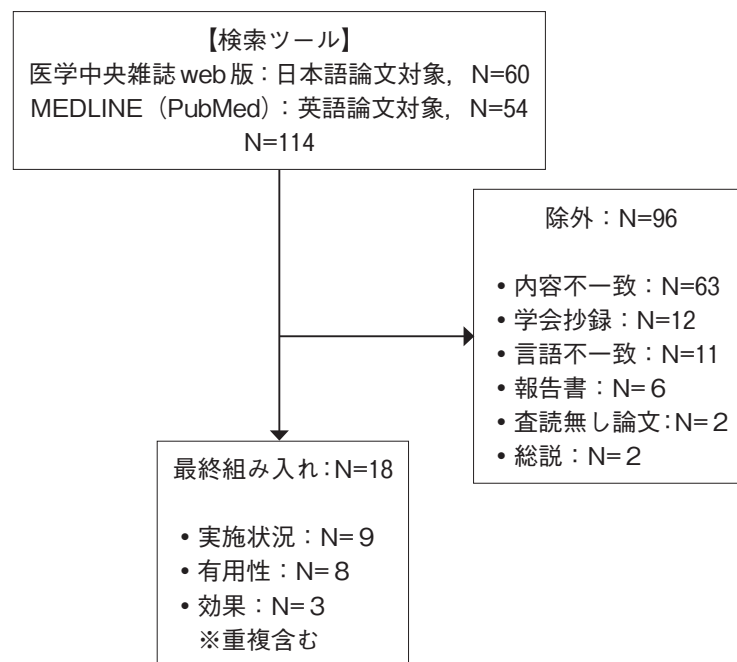 【検索ツール】
医学中央雑誌web版：日本語論文対象，N=60
MEDLINE（PubMed）：英語論文対象，N=54
N=114
除外：N=96
• 内容不一致：N=63
• 学会抄録：N=12
• 言語不一致：N=11
• 報告書：N=６
• 査読無し論文：N=２
• 総説：N=２
最終組み入れ：N=18
• 実施状況：N=９
• 有用性：N=８
• 効果：N=３
※重複含む